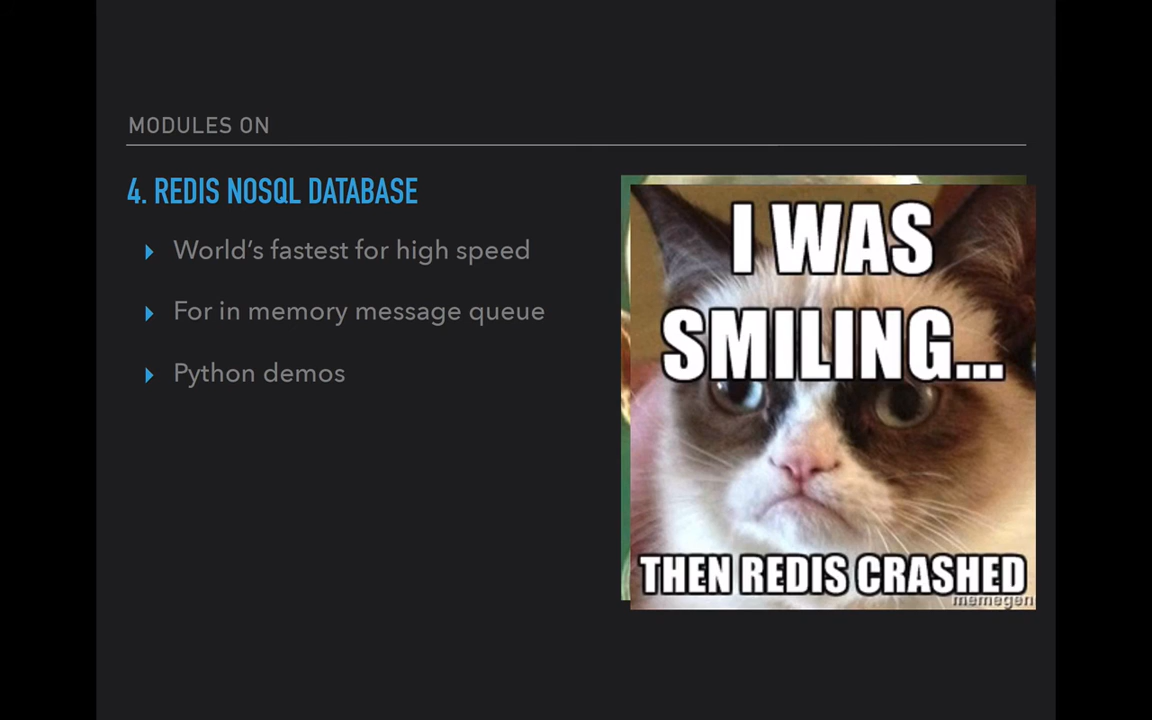 MODULES ON
4. REDIS NOSQL DATABASE
World's fastest for high speed
For in memory message queue
Python demos
I WAS
SMILING...
THEN REDIS CRASHED
memegen